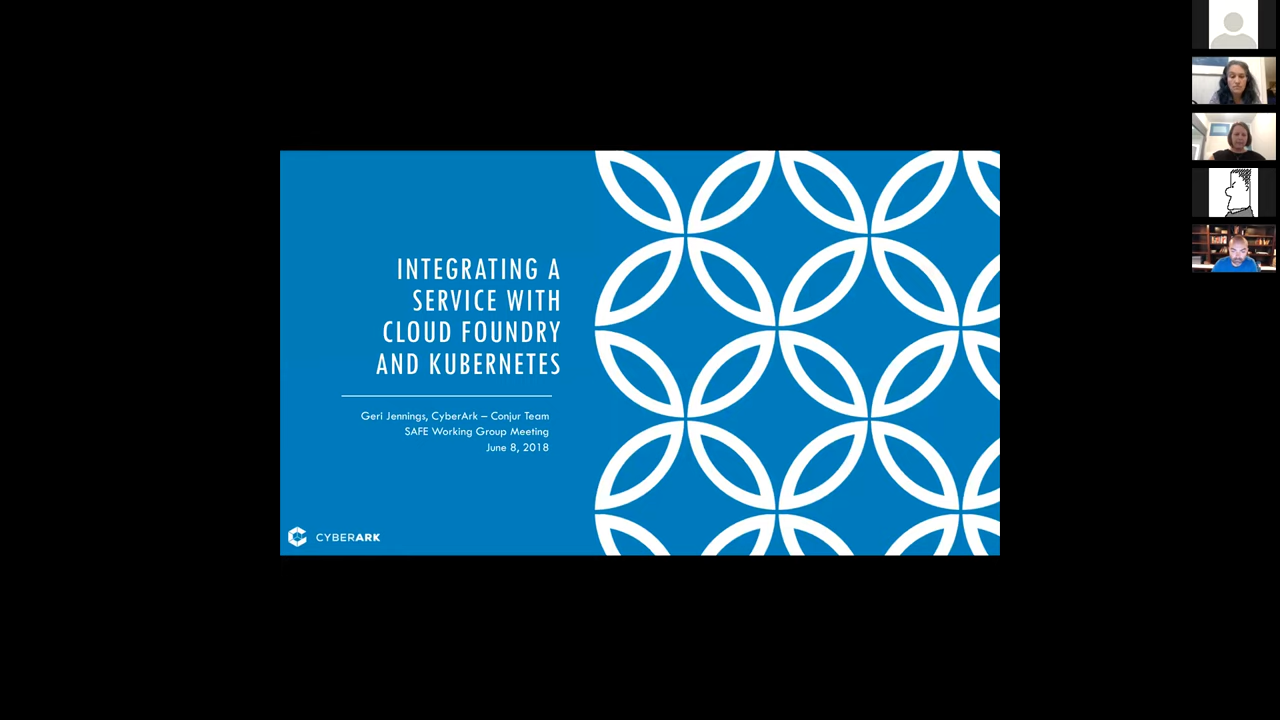 INTEGRATING A
SERVICE WITH
CLOUD FOUNDRY
AND KUBERNETES
Geri Jennings, CyberArk – Conjur Team
SAFE Working Group Meeting
June 8, 2018
CYBERARK